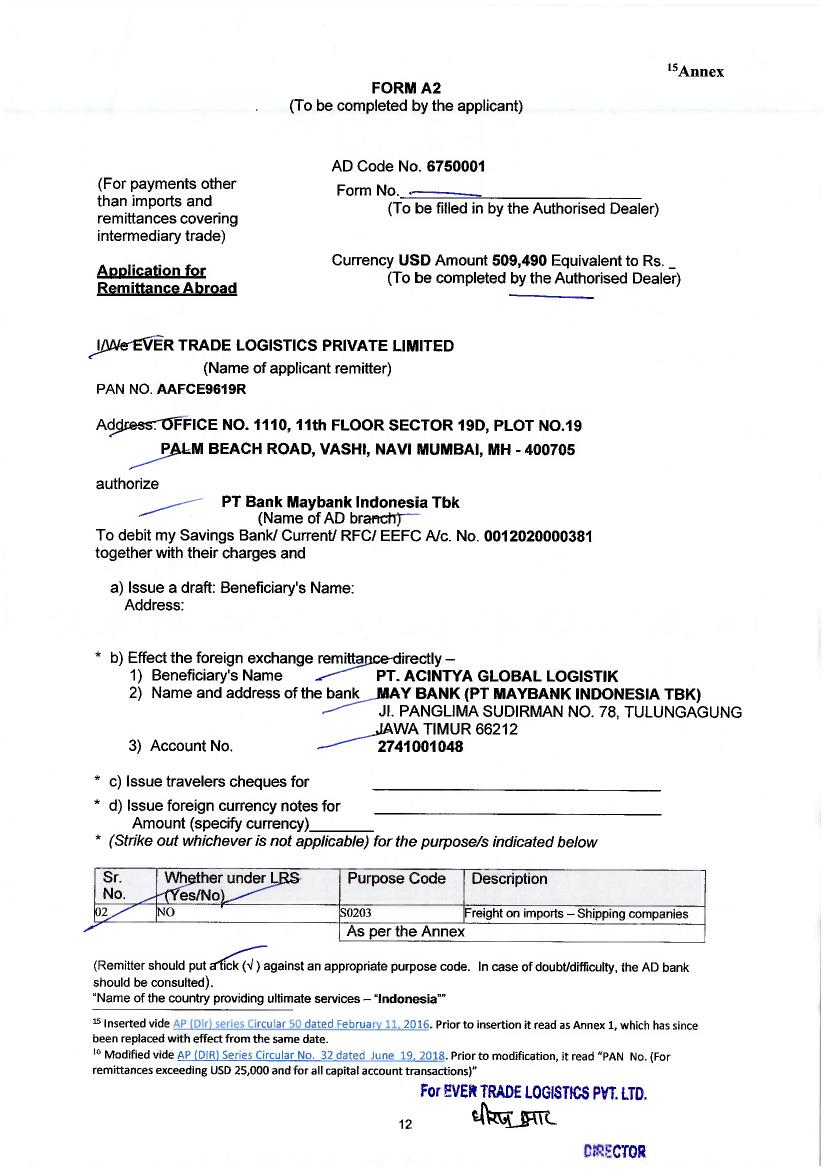 15Annex
FORM A2
(To be completed by the applicant)
AD Code No. 6750001
(For payments other
than imports and
remittances covering
intermediary trade)
Form No.
(To be filled in by the Authorised Dealer)
Application for
Remittance Abroad
Currency USD Amount 509,490 Equivalent to Rs. _
(To be completed by the Authorised Dealer)
I/We EVER TRADE LOGISTICS PRIVATE LIMITED
(Name of applicant remitter)
PAN NO. AAFCE9619R
Address: OFFICE NO. 1110, 11th FLOOR SECTOR 19D, PLOT NO.19
PALM BEACH ROAD, VASHI, NAVI MUMBAI, MH - 400705
authorize
PT Bank Maybank Indonesia Tbk
(Name of AD branch)
To debit my Savings Bank/ Current/ RFC/ EEFC A/c. No. 0012020000381
together with their charges and
a) Issue a draft: Beneficiary's Name:
Address:
* b) Effect the foreign exchange remittance directly –
1) Beneficiary's Name PT. ACINTYA GLOBAL LOGISTIK
2) Name and address of the bank MAY BANK (PT MAYBANK INDONESIA TBK)
Jl. PANGLIMA SUDIRMAN NO. 78, TULUNGAGUNG
JAWA TIMUR 66212
3) Account No. 2741001048
* c) Issue travelers cheques for
* d) Issue foreign currency notes for
Amount (specify currency)
* (Strike out whichever is not applicable) for the purpose/s indicated below
Sr. No. Whether under LRS (Yes/No) Purpose Code Description
02 NO S0203 Freight on imports – Shipping companies
As per the Annex
(Remitter should put a tick (√ ) against an appropriate purpose code. In case of doubt/difficulty, the AD bank
should be consulted).
“Name of the country providing ultimate services – “Indonesia””
15 Inserted vide AP (Dir) series Circular 50 dated February 11, 2016. Prior to insertion it read as Annex 1, which has since
been replaced with effect from the same date.
16 Modified vide AP (DIR) Series Circular No. 32 dated June 19, 2018. Prior to modification, it read “PAN No. (For
remittances exceeding USD 25,000 and for all capital account transactions)”
For EVER TRADE LOGISTICS PVT. LTD.
12
DIRECTOR